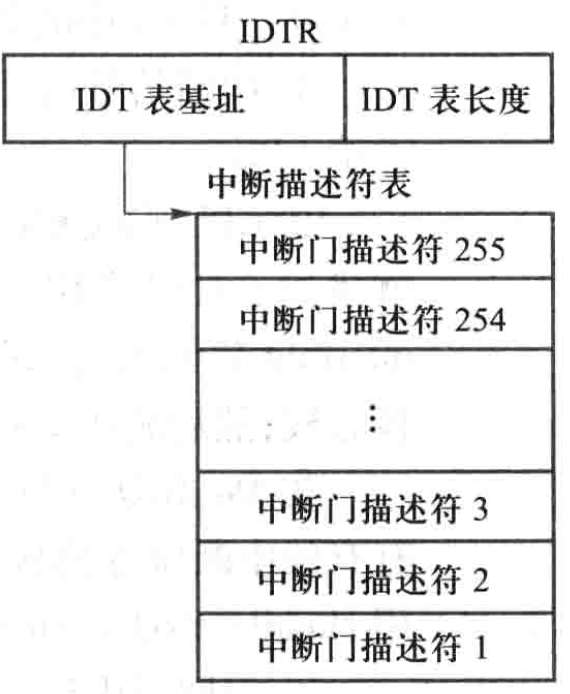 IDTR
IDT 表基址
IDT 表长度
中断描述符表
中断门描述符 255
中断门描述符 254
⋮
中断门描述符 3
中断门描述符 2
中断门描述符 1